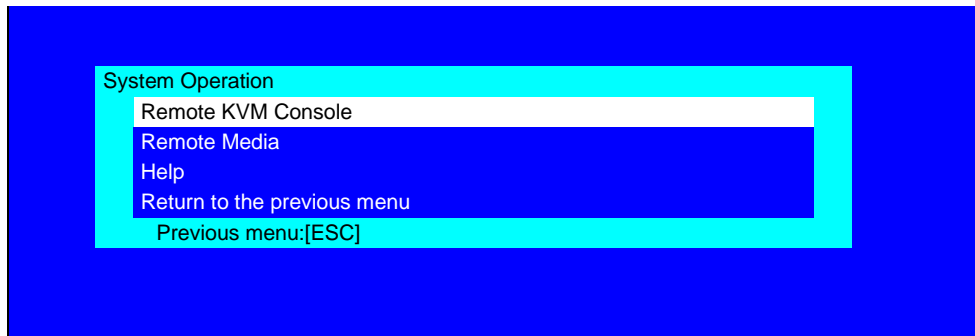 System Operation
Remote KVM Console
Remote Media
Help
Return to the previous menu
Previous menu:[ESC]